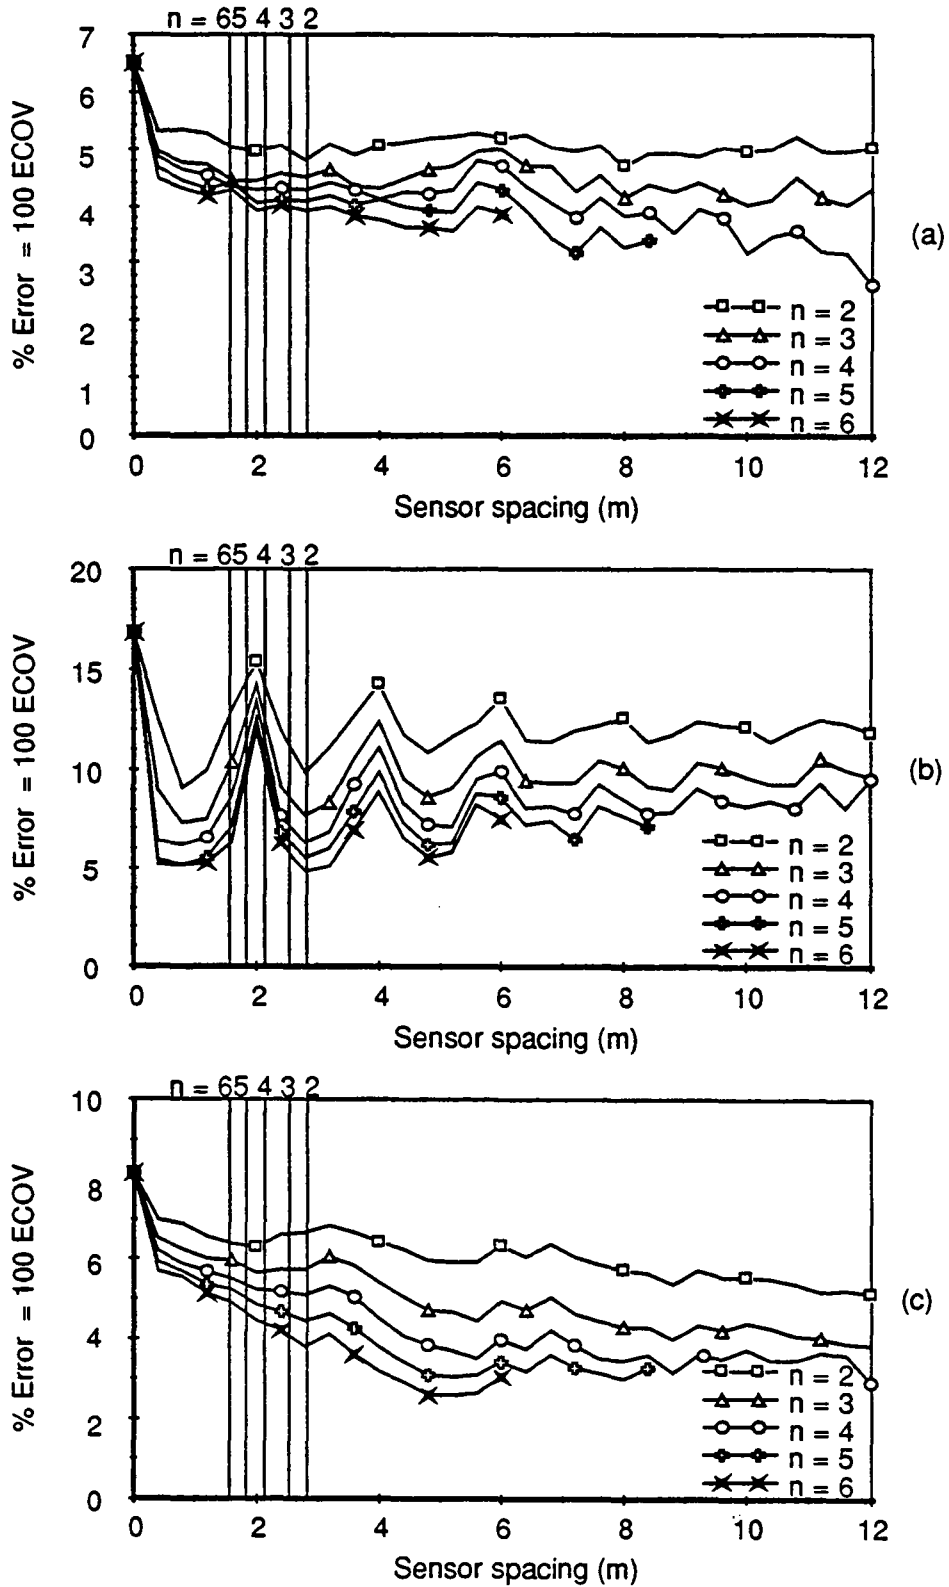 n = 65 4 3 2
7
6
5
4
3
2
1
0
% Error = 100 ECOV
0 2 4 6 8 10 12
Sensor spacing (m)
n = 2
n = 3
n = 4
n = 5
n = 6
(a)
n = 65 4 3 2
20
15
10
5
0
% Error = 100 ECOV
0 2 4 6 8 10 12
Sensor spacing (m)
n = 2
n = 3
n = 4
n = 5
n = 6
(b)
n = 65 4 3 2
10
8
6
4
2
0
% Error = 100 ECOV
0 2 4 6 8 10 12
Sensor spacing (m)
n = 2
n = 3
n = 4
n = 5
n = 6
(c)